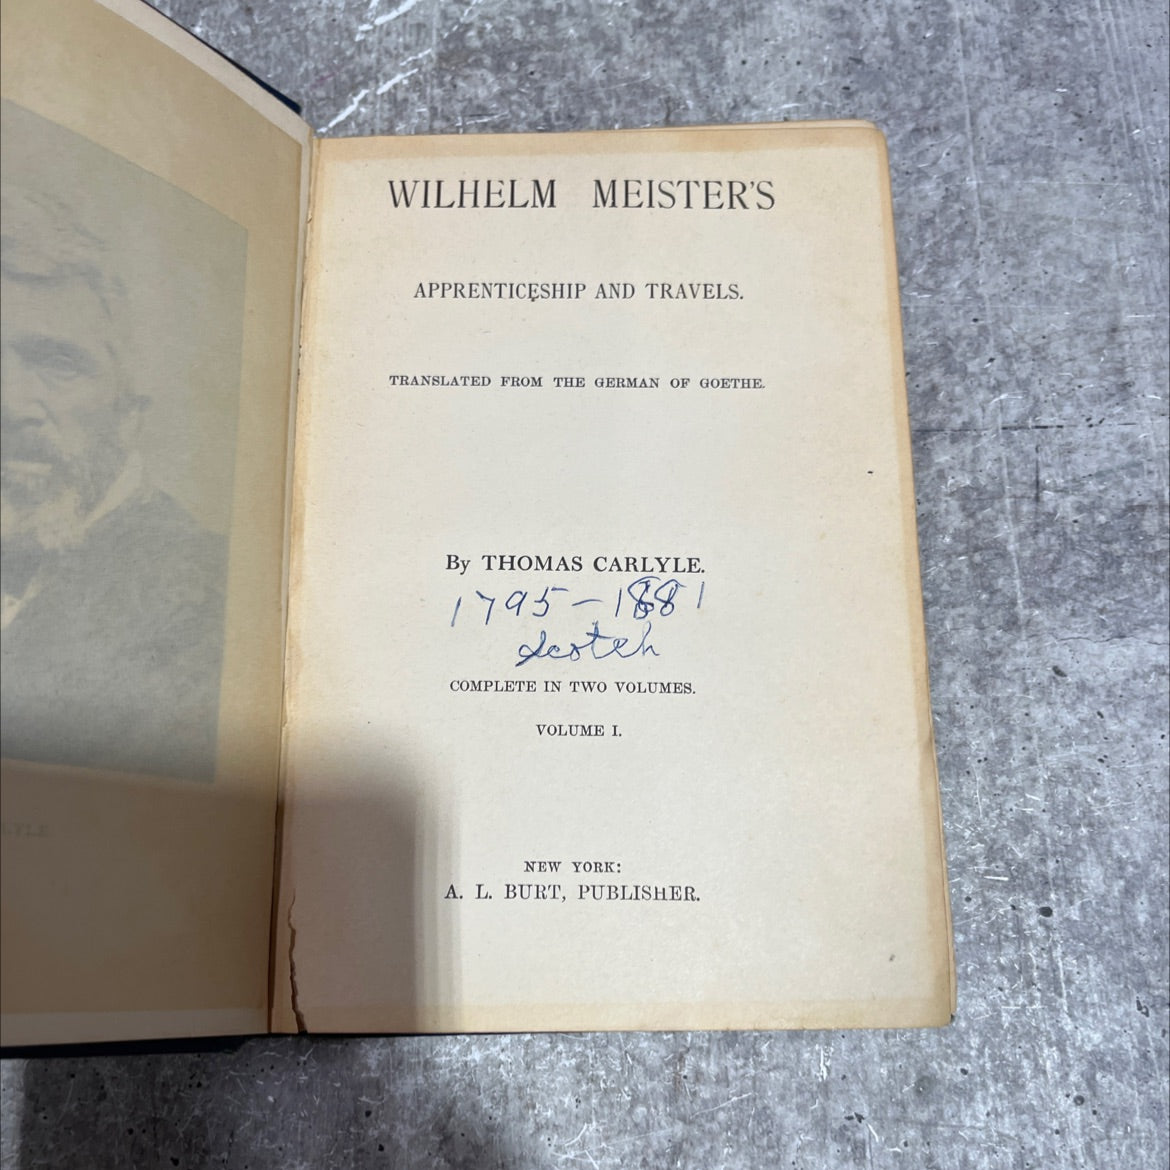 WILHELM MEISTER'S
APPRENTICESHIP AND TRAVELS.
TRANSLATED FROM THE GERMAN OF GOETHE.
By THOMAS CARLYLE.
1795-1881
Scotch
COMPLETE IN TWO VOLUMES.
VOLUME I.
NEW YORK:
A. L. BURT, PUBLISHER.